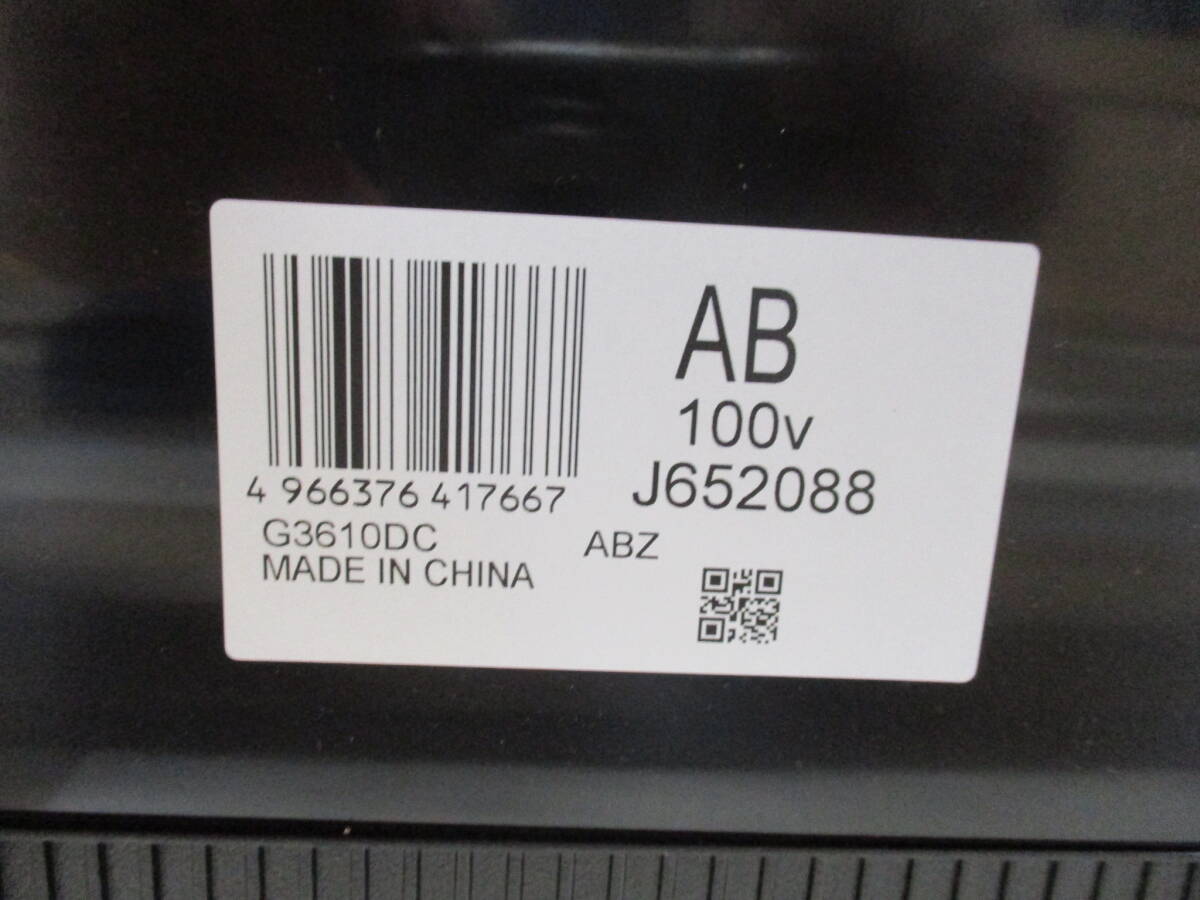 AB
100v
J652088
4 966376 417667
G3610DC
ABZ
MADE IN CHINA